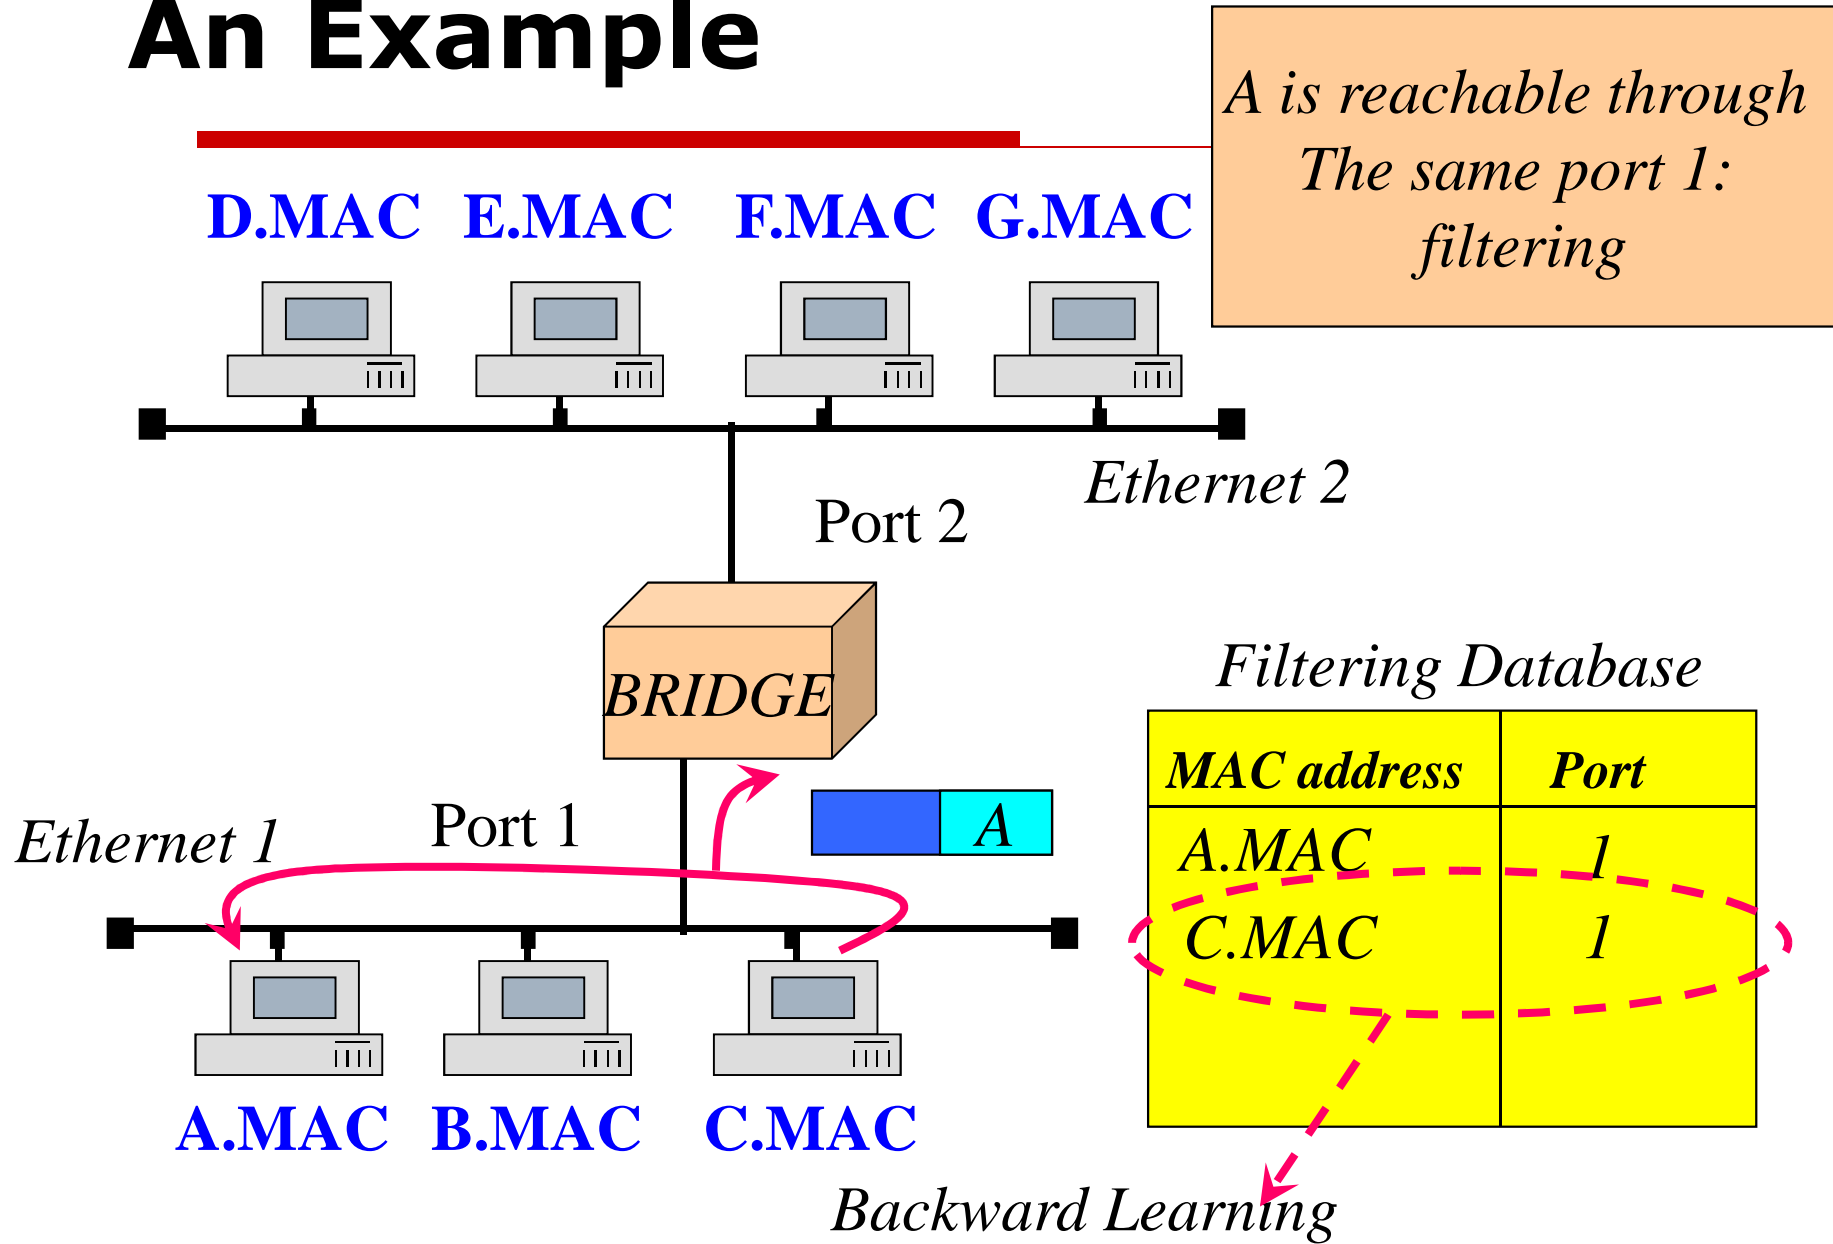 An Example
A is reachable through
The same port 1:
filtering
D.MAC E.MAC F.MAC G.MAC
Ethernet 2
Port 2
BRIDGE
Filtering Database
MAC address Port
A.MAC 1
C.MAC 1
Ethernet 1
Port 1
A
A.MAC B.MAC C.MAC
Backward Learning